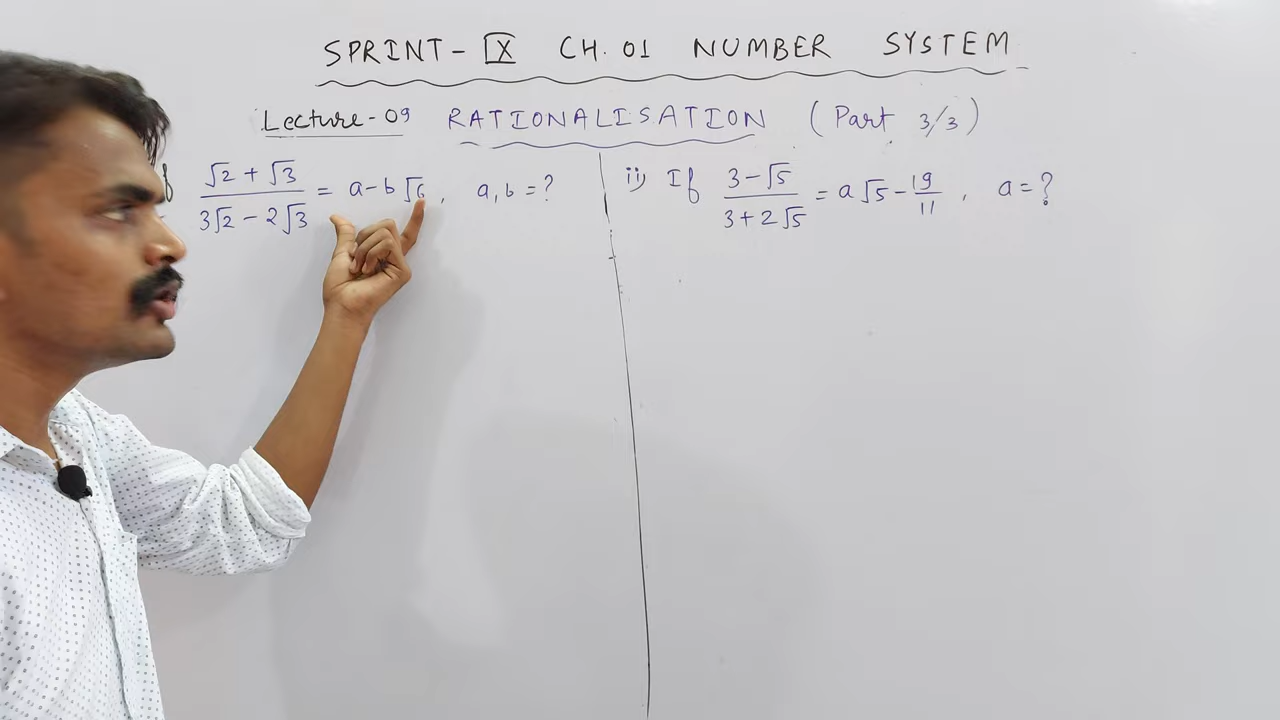 SPRINT - IX CH. 01 NUMBER SYSTEM
Lecture - 09 RATIONALISATION (Part 3/3)
f (√2 + √3)/(3√2 - 2√3) = a - b√6, a, b = ?
ii) If (3 - √5)/(3 + 2√5) = a√5 - 19/11, a = ?